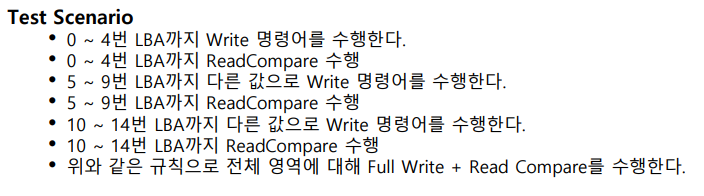 Test Scenario
• 0 ~ 4번 LBA까지 Write 명령어를 수행한다.
• 0 ~ 4번 LBA까지 ReadCompare 수행
• 5 ~ 9번 LBA까지 다른 값으로 Write 명령어를 수행한다.
• 5 ~ 9번 LBA까지 ReadCompare 수행
• 10 ~ 14번 LBA까지 다른 값으로 Write 명령어를 수행한다.
• 10 ~ 14번 LBA까지 ReadCompare 수행
• 위와 같은 규칙으로 전체 영역에 대해 Full Write + Read Compare를 수행한다.